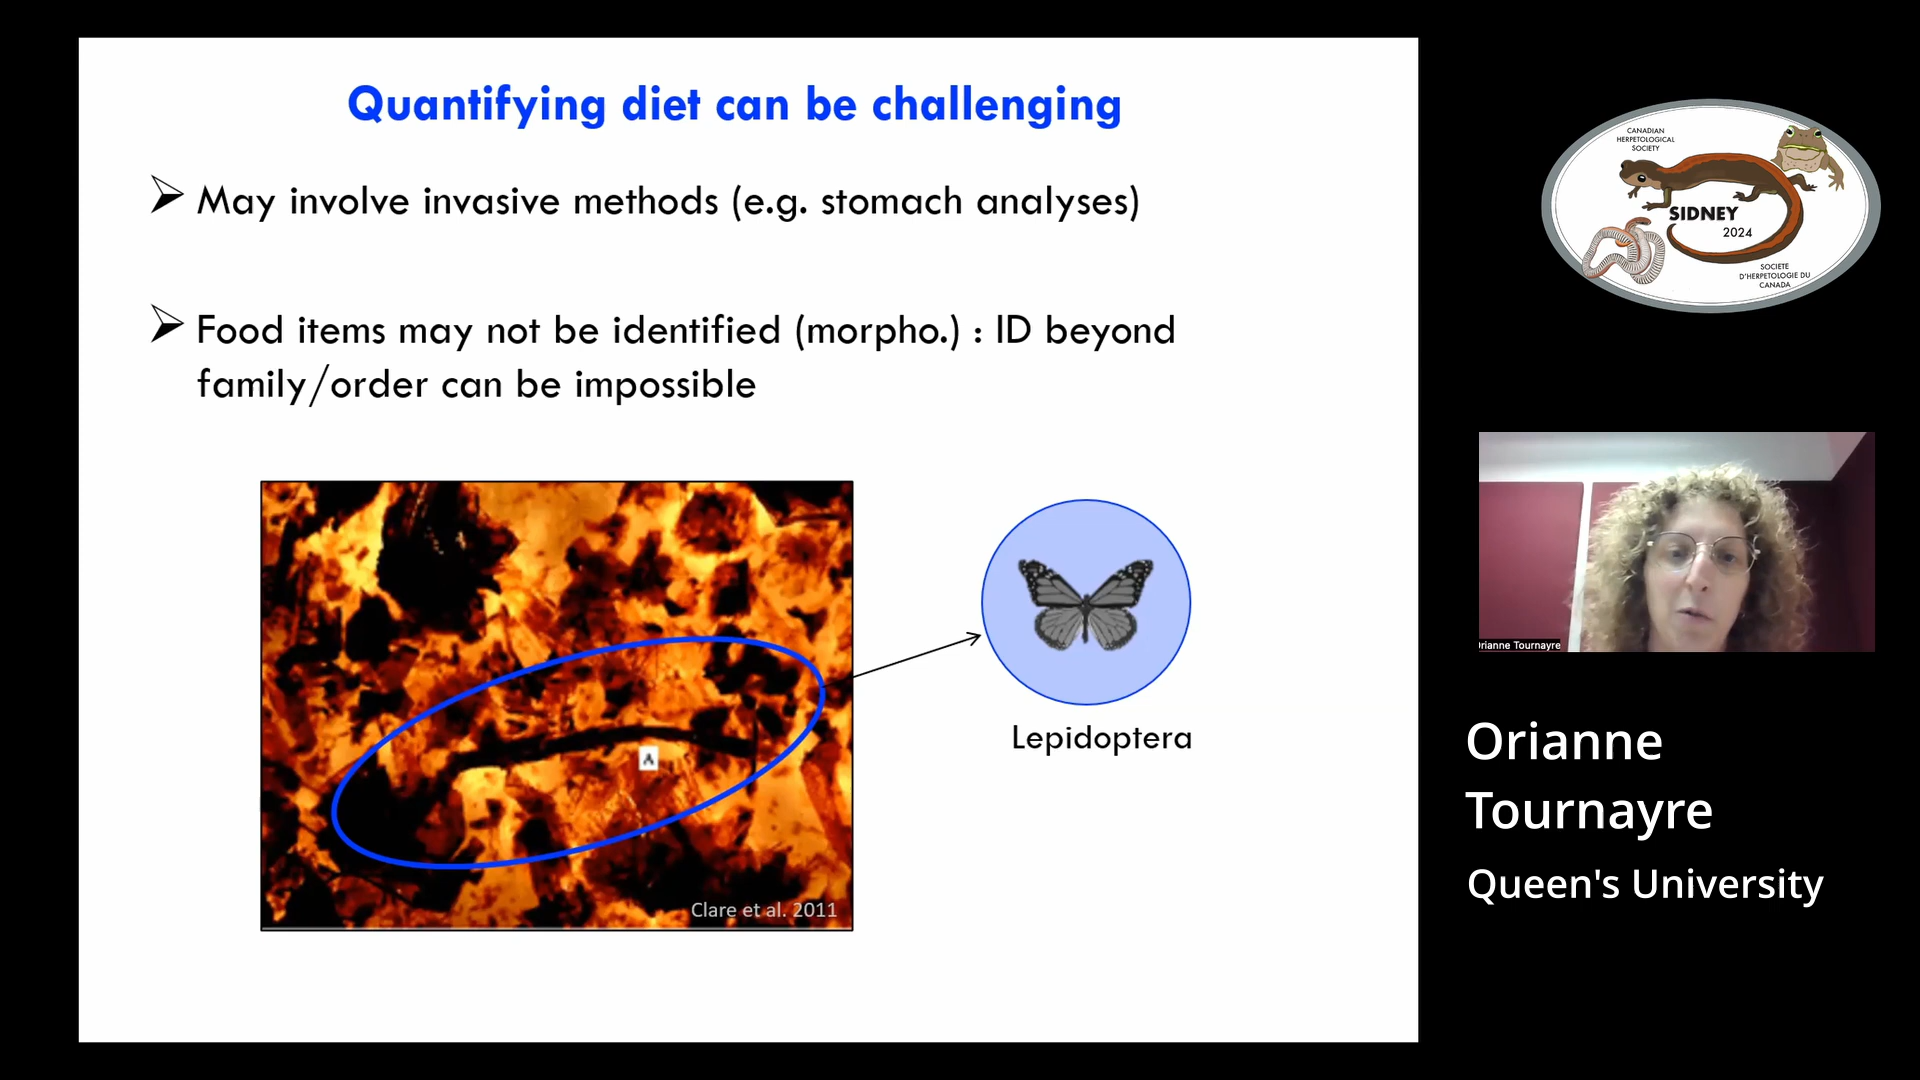 Quantifying diet can be challenging
May involve invasive methods (e.g. stomach analyses)
Food items may not be identified (morpho.) : ID beyond
family/order can be impossible
A
Clare et al. 2011
Lepidoptera
CANADIAN
HERPETOLOGICAL
SOCIETY
SIDNEY
2024
SOCIETE
D'HERPETOLOGIE DU
CANADA
rianne Tournayre
Orianne
Tournayre
Queen's University